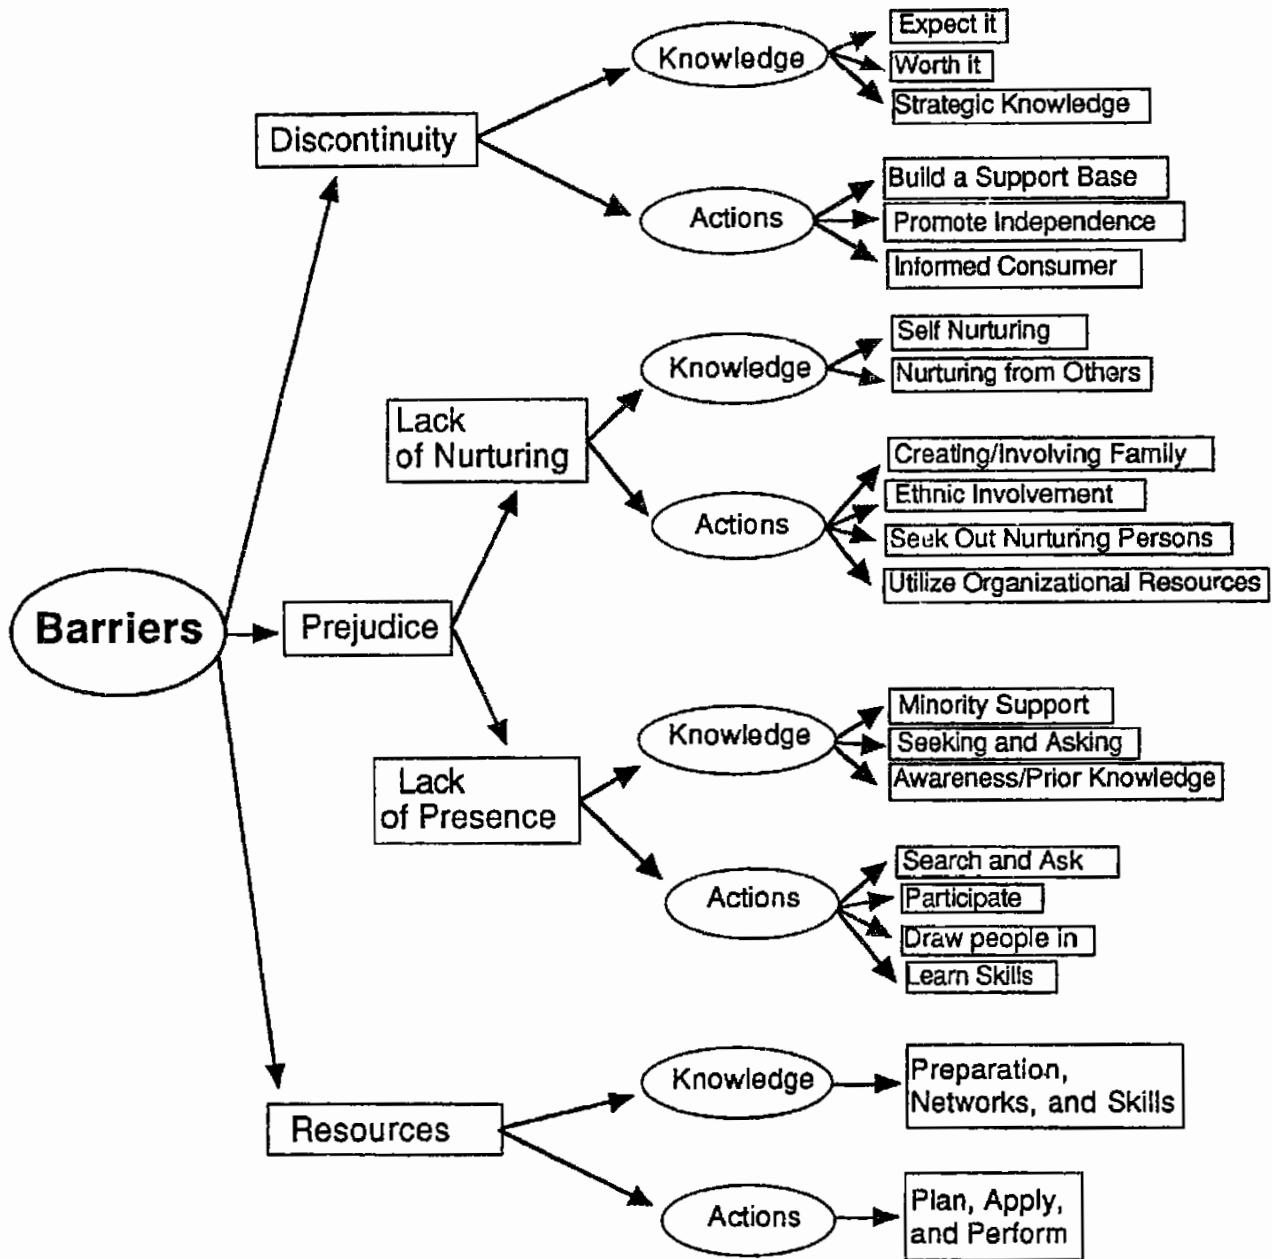 Knowledge
Expect it
Worth it
Strategic Knowledge
Discontinuity
Actions
Build a Support Base
Promote Independence
Informed Consumer
Knowledge
Self Nurturing
Nurturing from Others
Lack
of Nurturing
Actions
Creating/Involving Family
Ethnic Involvement
Seek Out Nurturing Persons
Utilize Organizational Resources
Barriers
Prejudice
Knowledge
Minority Support
Seeking and Asking
Awareness/Prior Knowledge
Lack
of Presence
Actions
Search and Ask
Participate
Draw people in
Learn Skills
Knowledge
Preparation,
Networks, and Skills
Resources
Actions
Plan, Apply,
and Perform